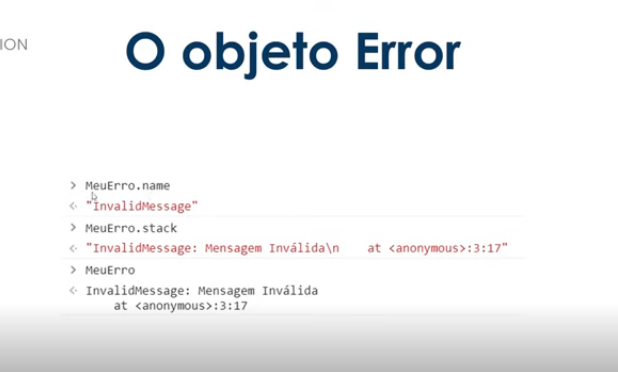 ION
O objeto Error
> MeuErro.name
<· "InvalidMessage"
> MeuErro.stack
<· "InvalidMessage: Mensagem Inválida\n    at <anonymous>:3:17"
> MeuErro
<· InvalidMessage: Mensagem Inválida
    at <anonymous>:3:17